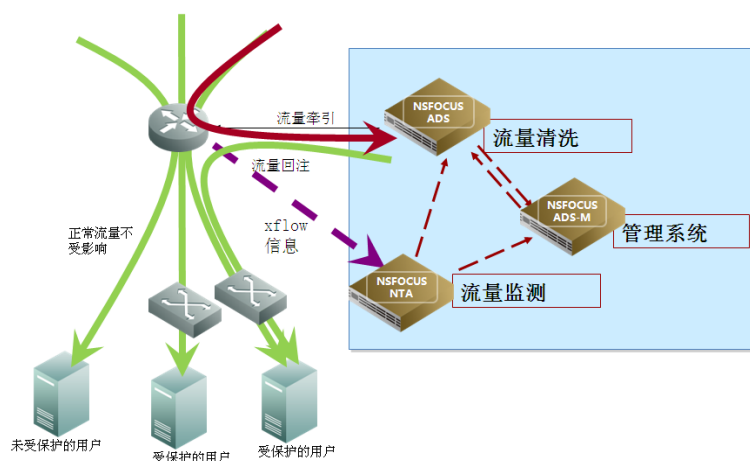 NSFOCUS
ADS
流量牵引
流量清洗
流量回注
NSFOCUS
ADS-M
xflow
信息
管理系统
正常流量不
受影响
NSFOCUS
NTA
流量监测
未受保护的用户
受保护的用户
受保护的用户